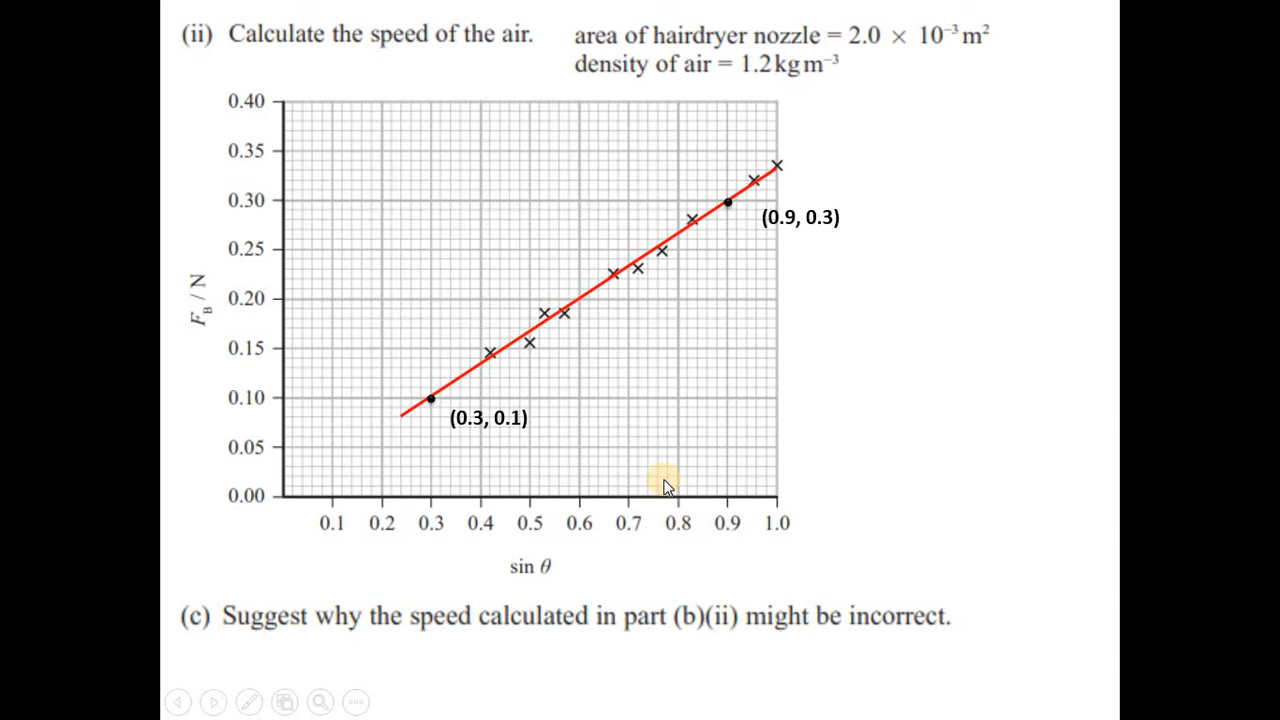 (ii) Calculate the speed of the air. area of hairdryer nozzle = 2.0 × 10⁻³ m²
density of air = 1.2 kg m⁻³
0.40
0.35
0.30
(0.9, 0.3)
0.25
F_B / N
0.20
0.15
0.10
(0.3, 0.1)
0.05
0.00
0.1 0.2 0.3 0.4 0.5 0.6 0.7 0.8 0.9 1.0
sin θ
(c) Suggest why the speed calculated in part (b)(ii) might be incorrect.